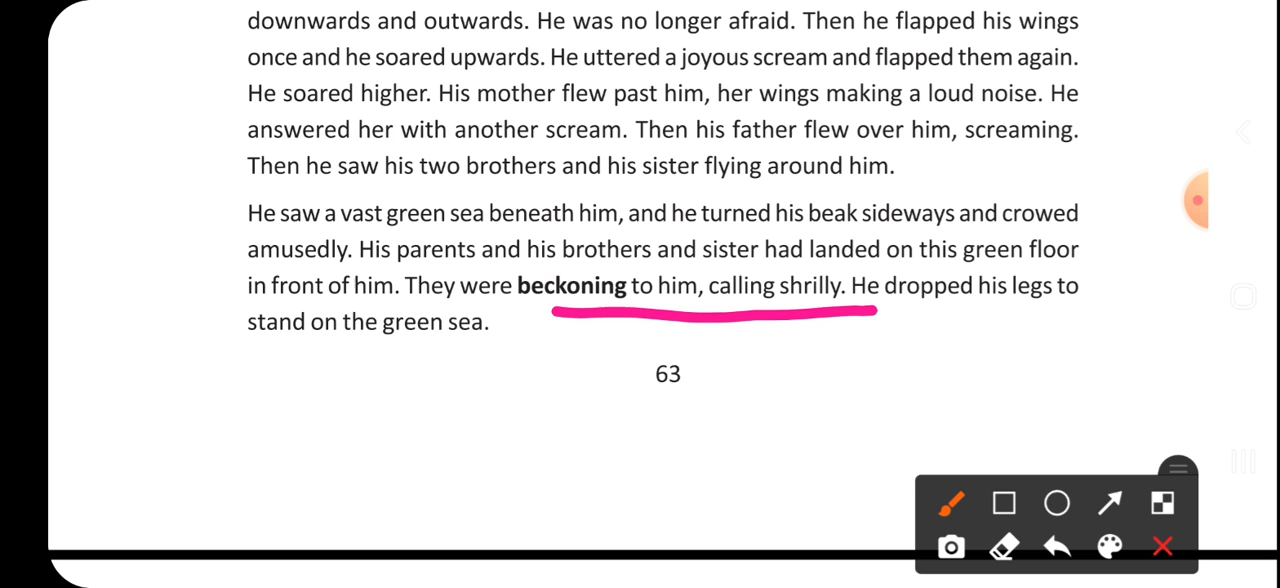 downwards and outwards. He was no longer afraid. Then he flapped his wings
once and he soared upwards. He uttered a joyous scream and flapped them again.
He soared higher. His mother flew past him, her wings making a loud noise. He
answered her with another scream. Then his father flew over him, screaming.
Then he saw his two brothers and his sister flying around him.
He saw a vast green sea beneath him, and he turned his beak sideways and crowed
amusedly. His parents and his brothers and sister had landed on this green floor
in front of him. They were beckoning to him, calling shrilly. He dropped his legs to
stand on the green sea.
63